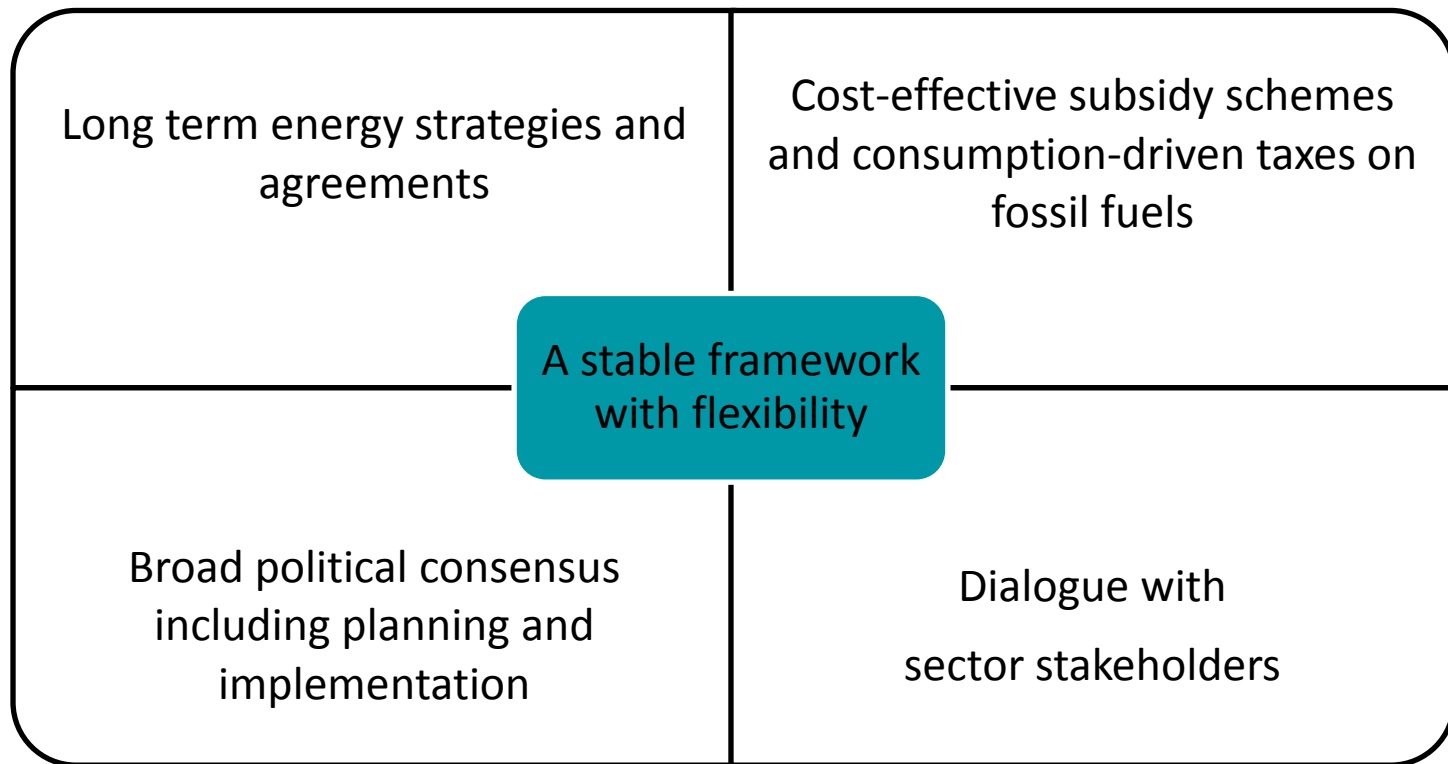 Long term energy strategies and
agreements
Cost-effective subsidy schemes
and consumption-driven taxes on
fossil fuels
A stable framework
with flexibility
Broad political consensus
including planning and
implementation
Dialogue with
sector stakeholders